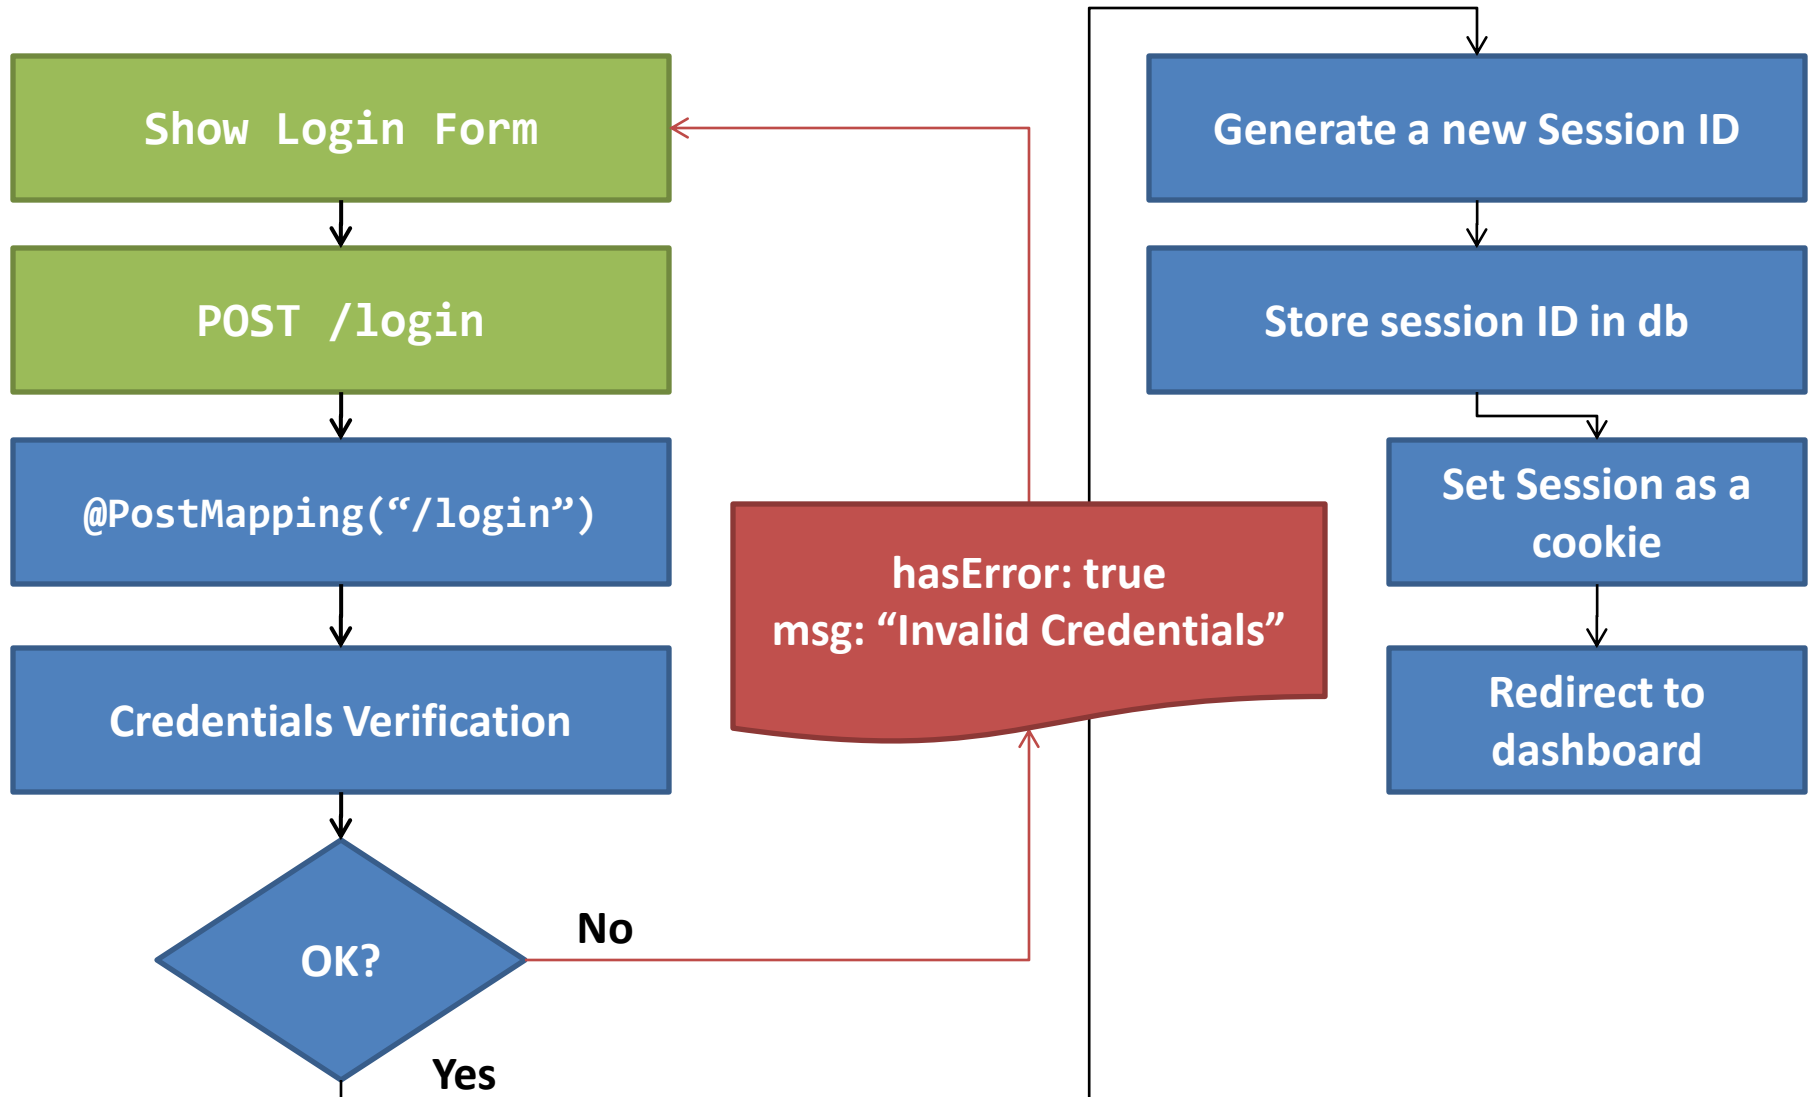 Show Login Form
POST /login
@PostMapping(“/login”)
Credentials Verification
OK?
No
Yes
hasError: true
msg: “Invalid Credentials”
Generate a new Session ID
Store session ID in db
Set Session as a
cookie
Redirect to
dashboard